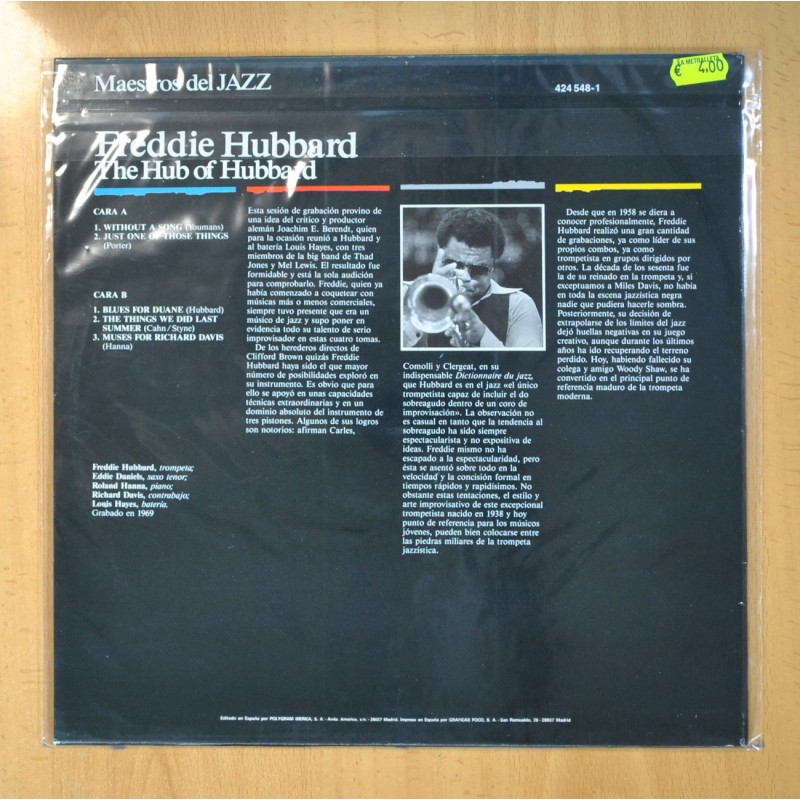 Maestros del JAZZ
424 548-1
LA METRALLETA
€ 4,00
Freddie Hubbard
The Hub of Hubbard
CARA A
1. WITHOUT A SONG (Youmans)
2. JUST ONE OF THOSE THINGS
(Porter)
CARA B
1. BLUES FOR DUANE (Hubbard)
2. THE THINGS WE DID LAST
SUMMER (Cahn/Styne)
3. MUSES FOR RICHARD DAVIS
(Hanna)
Freddie Hubbard, trompeta;
Eddie Daniels, saxo tenor;
Roland Hanna, piano;
Richard Davis, contrabajo;
Louis Hayes, batería.
Grabado en 1969
Esta sesión de grabación provino de
una idea del crítico y productor
alemán Joachim E. Berendt, quien
para la ocasión reunió a Hubbard y
al batería Louis Hayes, con tres
miembros de la big band de Thad
Jones y Mel Lewis. El resultado fue
formidable y está la sola audición
para comprobarlo. Freddie, quien ya
había comenzado a coquetear con
músicas más o menos comerciales,
siempre tuvo presente que era un
músico de jazz y supo poner en
evidencia todo su talento de serio
improvisador en estas cuatro tomas.
De los herederos directos de
Clifford Brown quizás Freddie
Hubbard haya sido el que mayor
número de posibilidades exploró en
su instrumento. Es obvio que para
ello se apoyó en unas capacidades
técnicas extraordinarias y en un
dominio absoluto del instrumento de
tres pistones. Algunos de sus logros
son notorios: afirman Carles,
Comolli y Clergeat, en su
indispensable Dictionnaire du jazz,
que Hubbard es en el jazz «el único
trompetista capaz de incluir el do
sobreagudo dentro de un coro de
improvisación». La observación no
es casual en tanto que la tendencia al
sobreagudo ha sido siempre
espectacularista y no expositiva de
ideas. Freddie mismo no ha
escapado a la espectacularidad, pero
ésta se asentó sobre todo en la
velocidad y la concisión formal en
tiempos rápidos y rapidísimos. No
obstante estas tentaciones, el estilo y
arte improvisativo de este excepcional
trompetista nacido en 1938 y hoy
punto de referencia para los músicos
jóvenes, pueden bien colocarse entre
las piedras miliares de la trompeta
jazzística.
Desde que en 1958 se diera a
conocer profesionalmente, Freddie
Hubbard realizó una gran cantidad
de grabaciones, ya como líder de sus
propios combos, ya como
trompetista en grupos dirigidos por
otros. La década de los sesenta fue
la de su reinado en la trompeta y, si
exceptuamos a Miles Davis, no había
en toda la escena jazzística negra
nadie que pudiera hacerle sombra.
Posteriormente, su decisión de
extrapolarse de los límites del jazz
dejó huellas negativas en su juego
creativo, aunque durante los últimos
años ha ido recuperando el terreno
perdido. Hoy, habiendo fallecido su
colega y amigo Woody Shaw, se ha
convertido en el principal punto de
referencia maduro de la trompeta
moderna.
Editado en España por POLYGRAM IBERICA, S. A. - Avda. America, s/n. - 28027 Madrid. Impreso en España por GRAFICAS POCO, S. A. - San Romualdo, 26 - 28037 Madrid